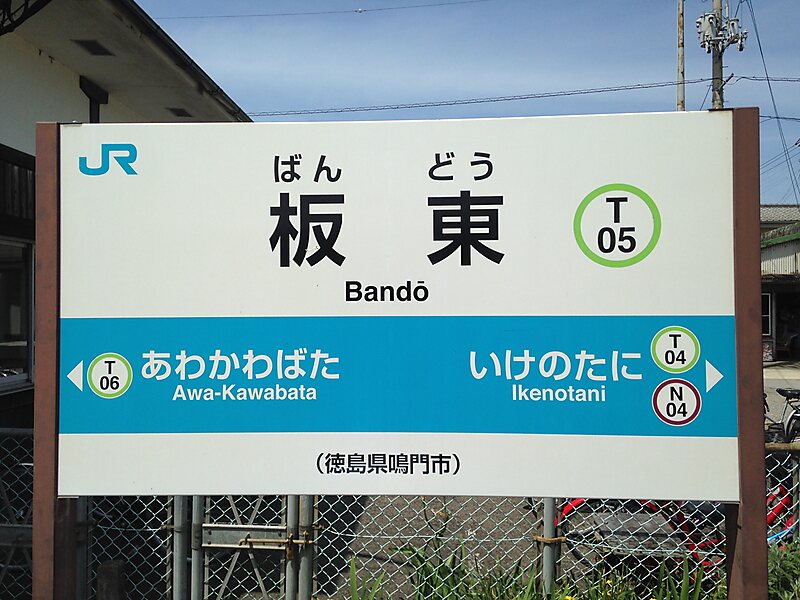 JR
ばんどう
板東
T
05
Bandō
T
06
あわかわばた
Awa-Kawabata
いけのたに
Ikenotani
T
04
N
04
（徳島県鳴門市）